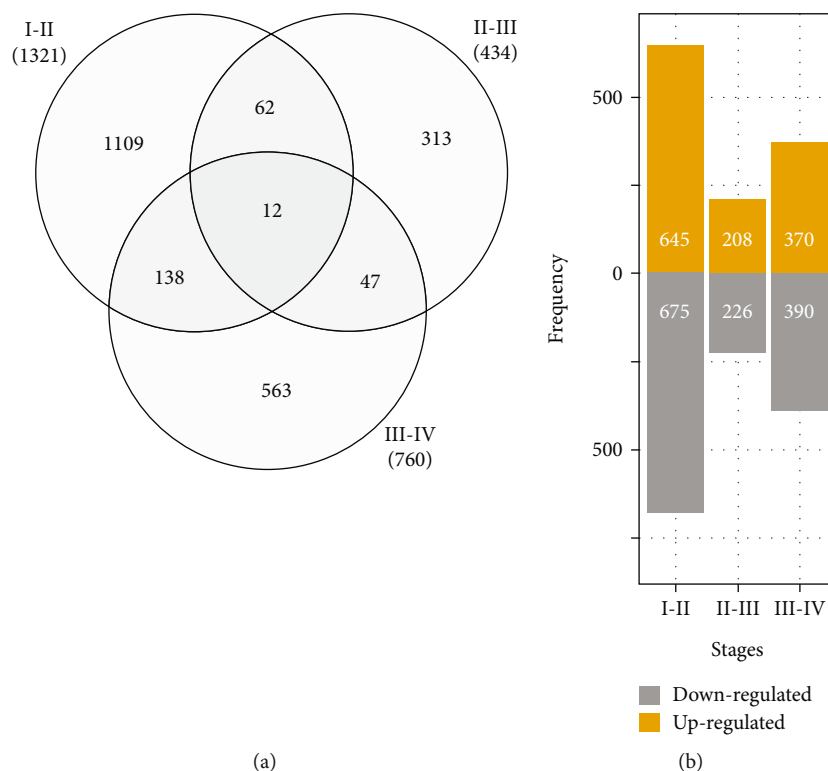 I-II
(1321)
II-III
(434)
62
1109
313
12
138
47
563
III-IV
(760)
(a)
Frequency
500
0
500
645
208
370
675
226
390
I-II
II-III
III-IV
Stages
Down-regulated
Up-regulated
(b)